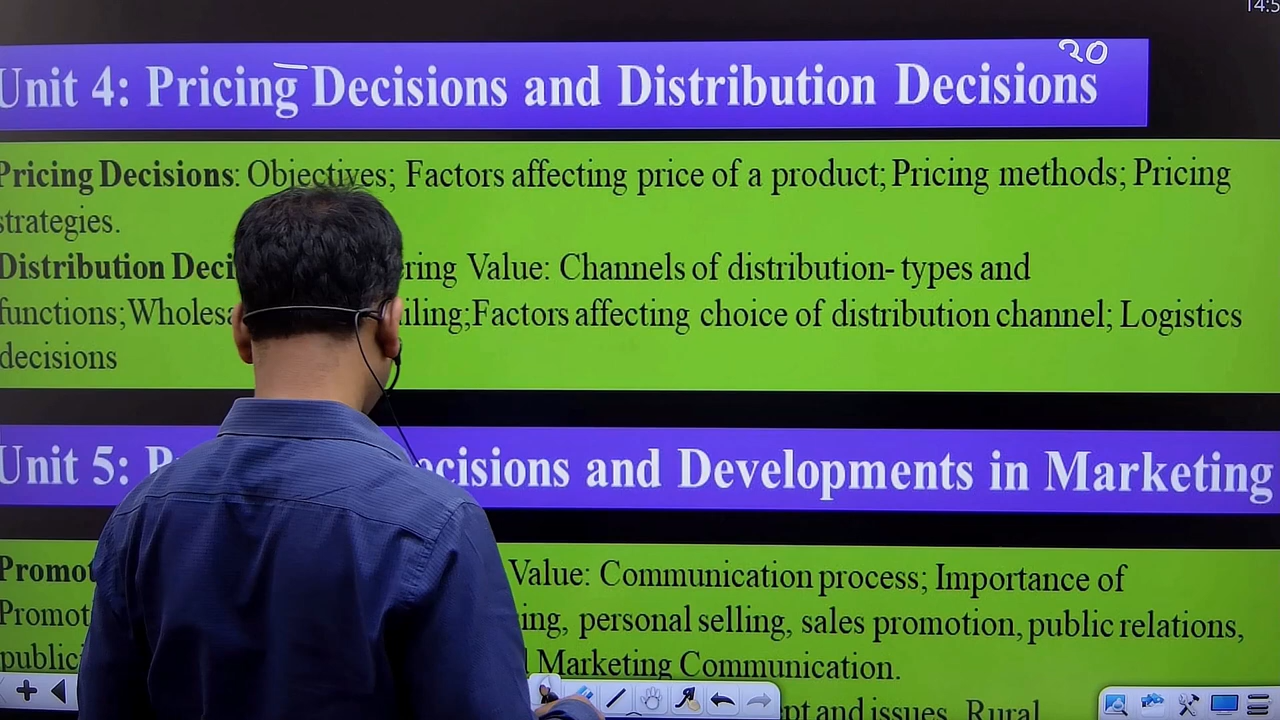 14:5
20
Unit 4: Pricing Decisions and Distribution Decisions
Pricing Decisions: Objectives; Factors affecting price of a product; Pricing methods; Pricing
strategies.
Distribution Deci ring Value: Channels of distribution- types and
functions; Wholesa iling; Factors affecting choice of distribution channel; Logistics
decisions
Unit 5: P ecisions and Developments in Marketing
Promot Value: Communication process; Importance of
Promot ing, personal selling, sales promotion, public relations,
publici Marketing Communication.
pt and issues, Rural